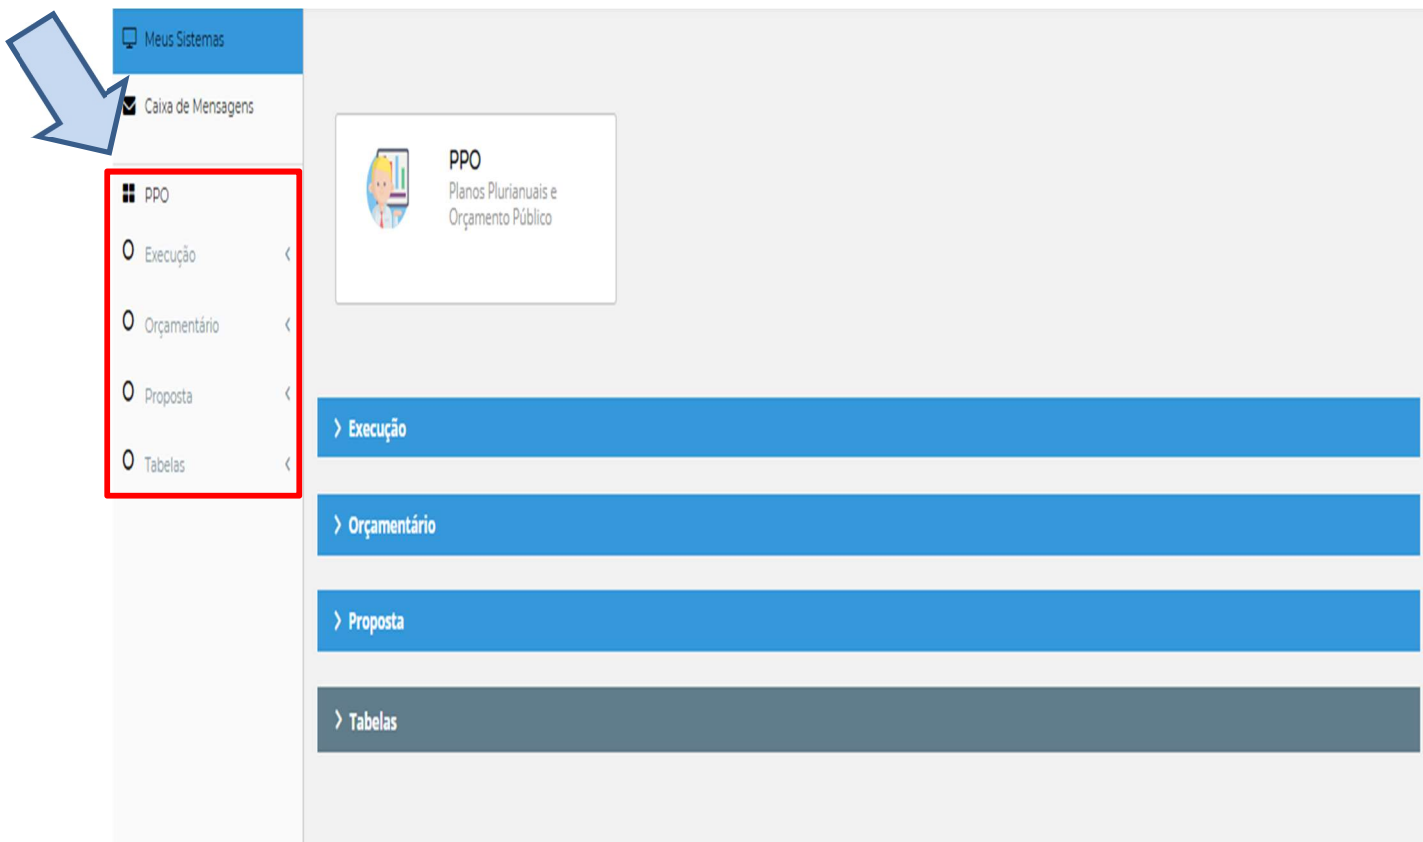 Meus Sistemas
Caixa de Mensagens
PPO
Execução
Orçamentário
Proposta
Tabelas
PPO
Planos Plurianuais e
Orçamento Público
Execução
Orçamentário
Proposta
Tabelas